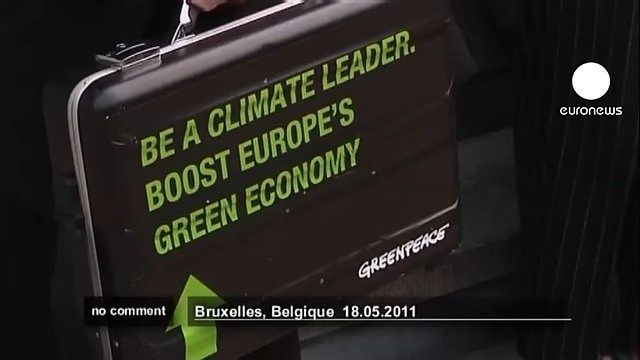 BE A CLIMATE LEADER.
BOOST EUROPE'S
GREEN ECONOMY
GREENPEACE
euronews
no comment
Bruxelles, Belgique 18.05.2011